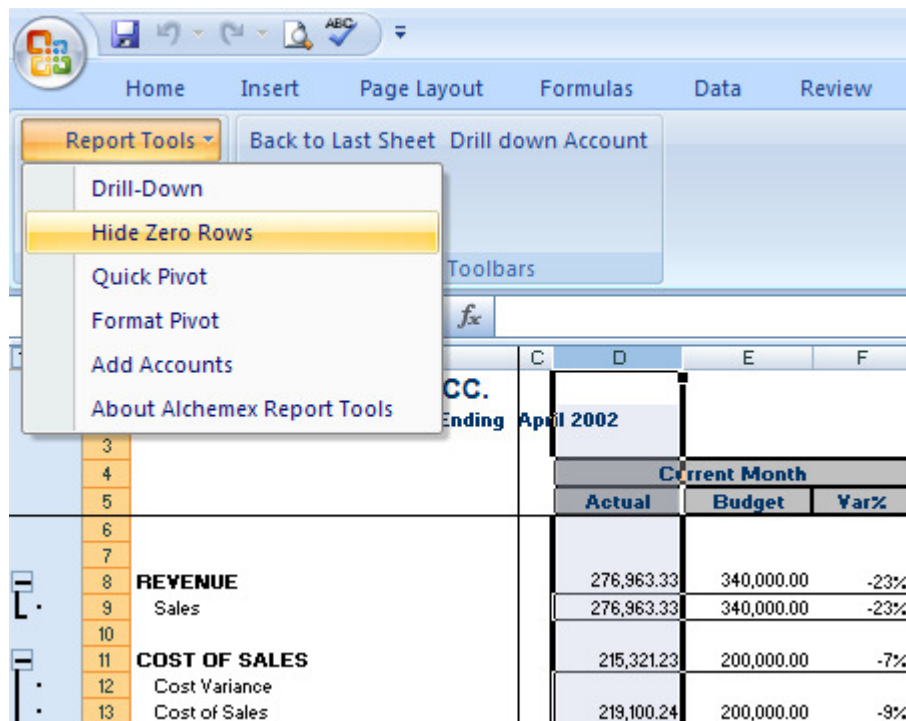 ABC
Home Insert Page Layout Formulas Data Review
Report Tools Back to Last Sheet Drill down Account
Drill-Down
Hide Zero Rows
Quick Pivot
Toolbars
Format Pivot
fx
Add Accounts
C D E F
CC.
About Alchemex Report Tools
Ending April 2002
3
4 Current Month
5 Actual Budget Var%
6
7
8 REVENUE 276,963.33 340,000.00 -23%
9 Sales 276,963.33 340,000.00 -23%
10
11 COST OF SALES 215,321.23 200,000.00 -7%
12 Cost Variance
13 Cost of Sales 219,100.24 200,000.00 -9%